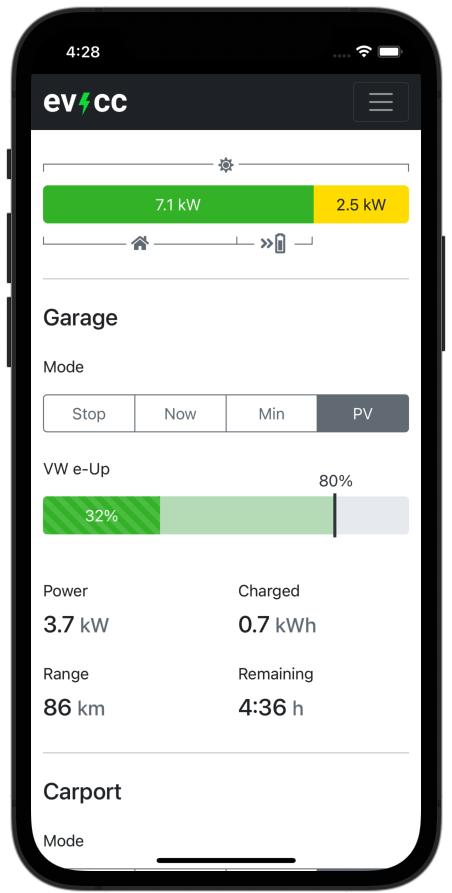 4:28
evcc
7.1 kW 2.5 kW
Garage
Mode
Stop Now Min PV
VW e-Up
80%
32%
Power Charged
3.7 kW 0.7 kWh
Range Remaining
86 km 4:36 h
Carport
Mode